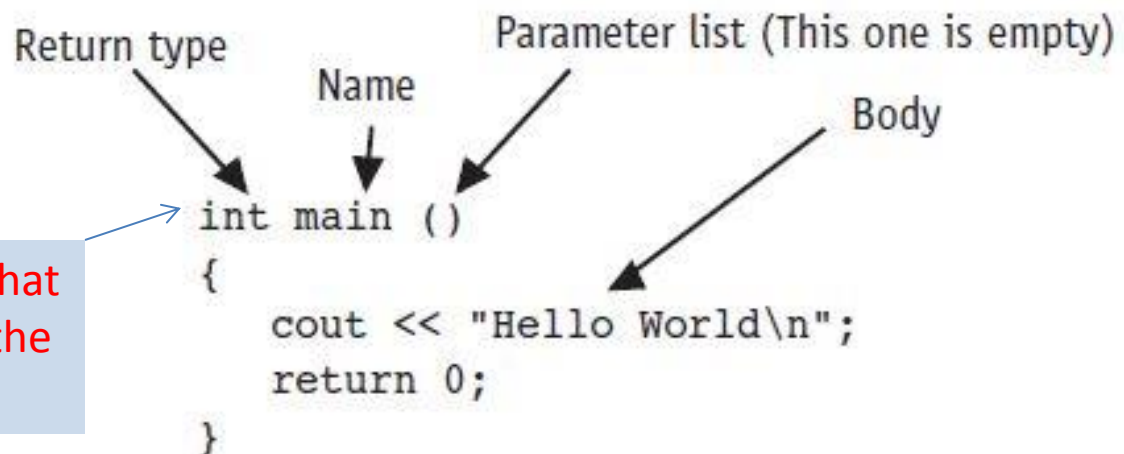 Return type
Parameter list (This one is empty)
Name
Body
int main ()
{
hat
the
cout << "Hello World\n";
return 0;
}